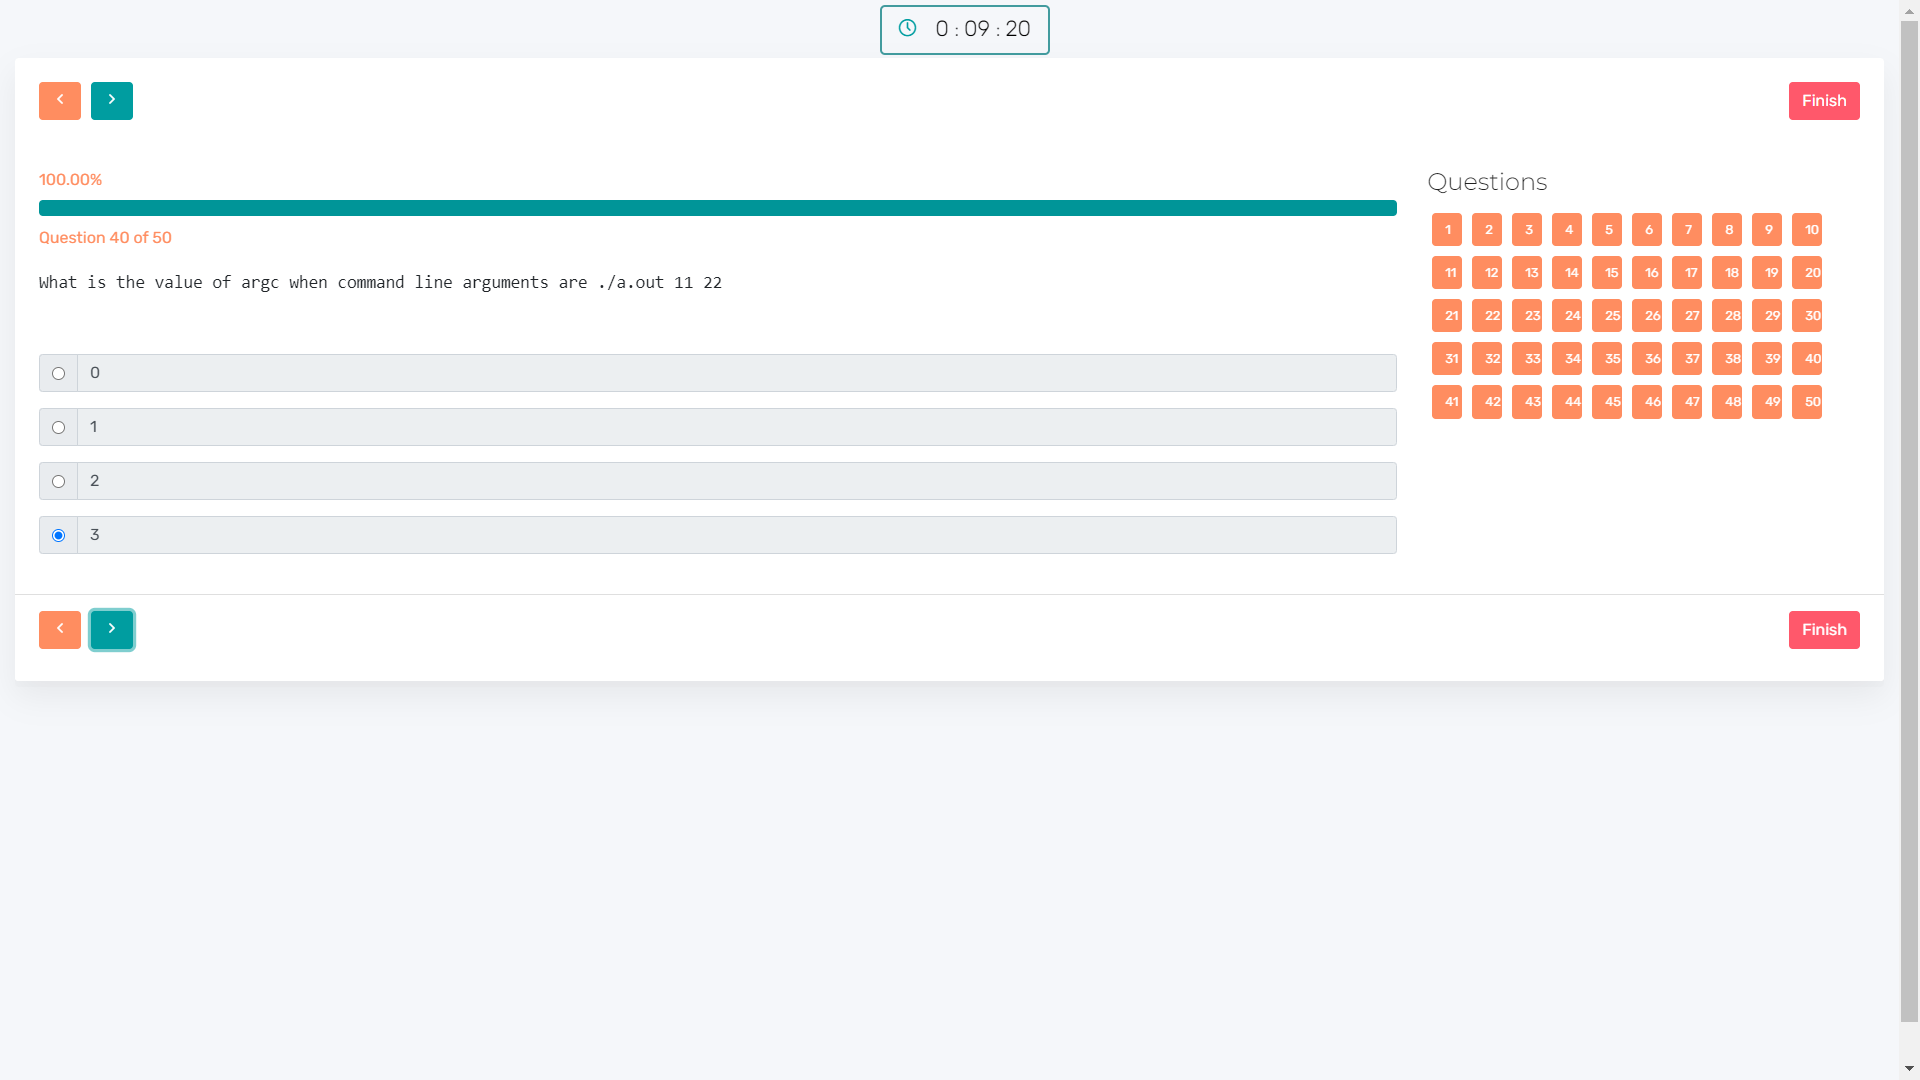 0 : 09 : 20
Finish
100.00%
Question 40 of 50
What is the value of argc when command line arguments are ./a.out 11 22
0
1
2
3
Questions
1 2 3 4 5 6 7 8 9 10
11 12 13 14 15 16 17 18 19 20
21 22 23 24 25 26 27 28 29 30
31 32 33 34 35 36 37 38 39 40
41 42 43 44 45 46 47 48 49 50
Finish